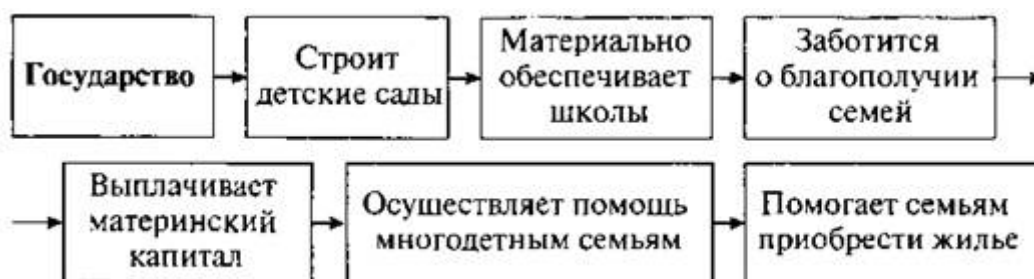 Государство
Строит
детские сады
Материально
обеспечивает
школы
Заботится
о благополучии
семей
Выплачивает
материнский
капитал
Осуществляет помощь
многодетным семьям
Помогает семьям
приобрести жилье